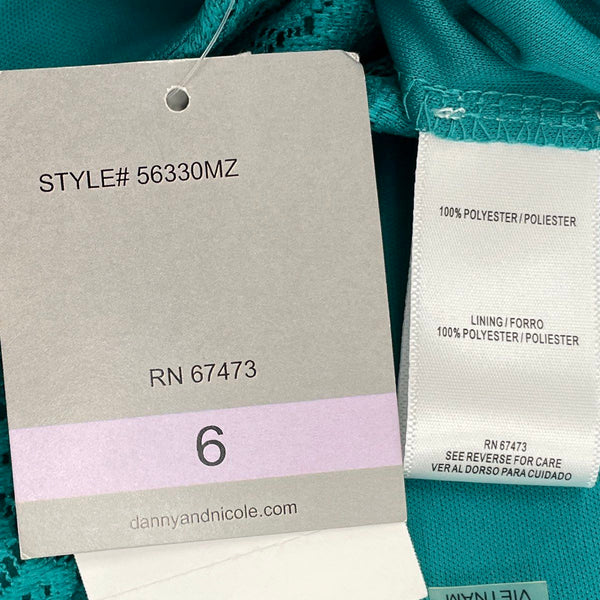 STYLE# 56330MZ
RN 67473
6
dannyandnicole.com
100% POLYESTER / POLIESTER
LINING / FORRO
100% POLYESTER / POLIESTER
RN 67473
SEE REVERSE FOR CARE
VER AL DORSO PARA CUIDADO
VIETNAM